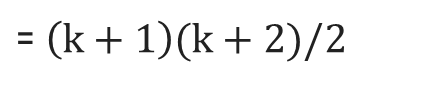 = (k + 1)(k + 2)/2